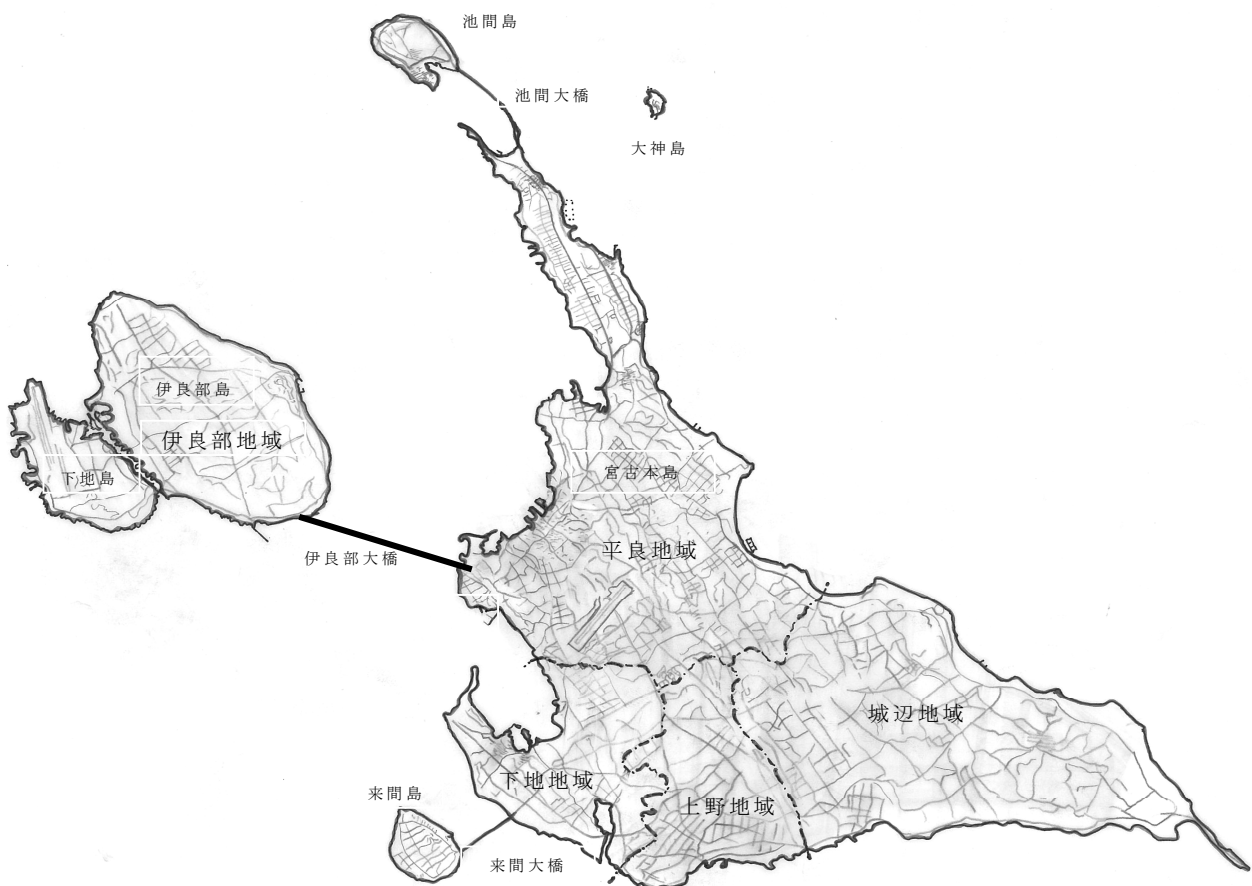 池間島
池間大橋
大神島
伊良部島
伊良部地域
下地島
宮古本島
平良地域
伊良部大橋
城辺地域
下地地域
来間島
上野地域
来間大橋